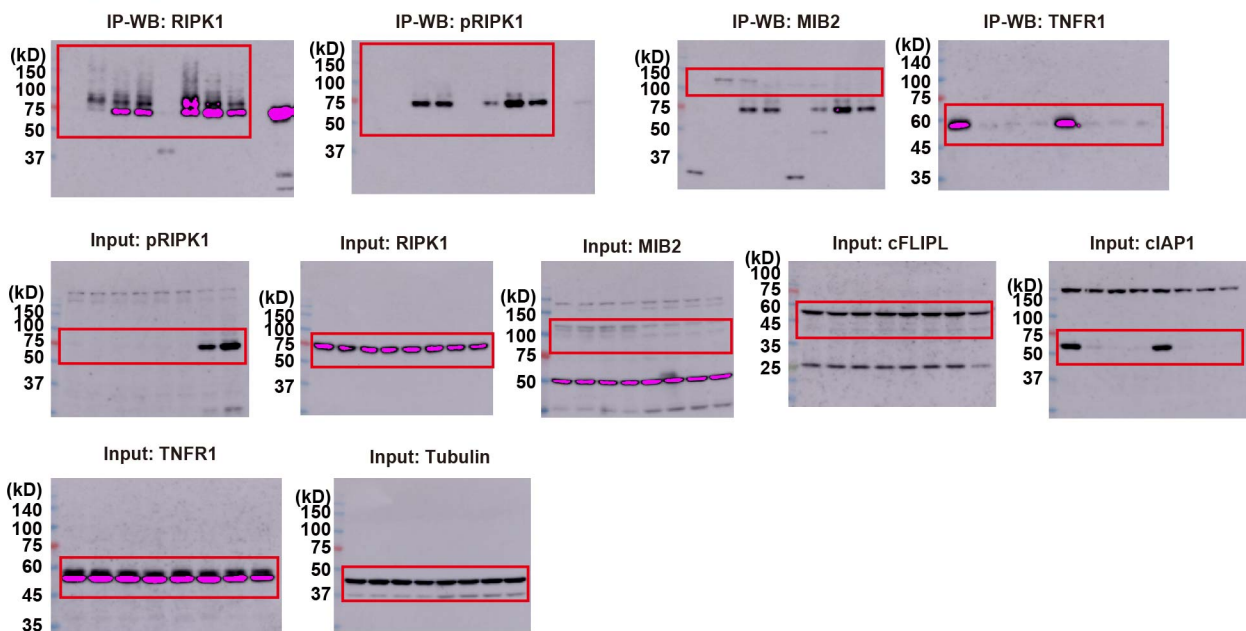 IP-WB: RIPK1
(kD)
150
100
75
50
37
IP-WB: pRIPK1
(kD)
150
100
75
50
37
IP-WB: MIB2
(kD)
150
100
75
50
37
IP-WB: TNFR1
(kD)
140
100
75
60
45
35
Input: pRIPK1
(kD)
150
100
75
50
37
Input: RIPK1
(kD)
150
100
75
50
37
Input: MIB2
(kD)
150
100
75
50
Input: cFLIPL
(kD)
100
75
60
45
35
25
Input: cIAP1
(kD)
150
100
75
50
37
Input: TNFR1
(kD)
140
100
75
60
45
35
Input: Tubulin
(kD)
150
100
75
50
37